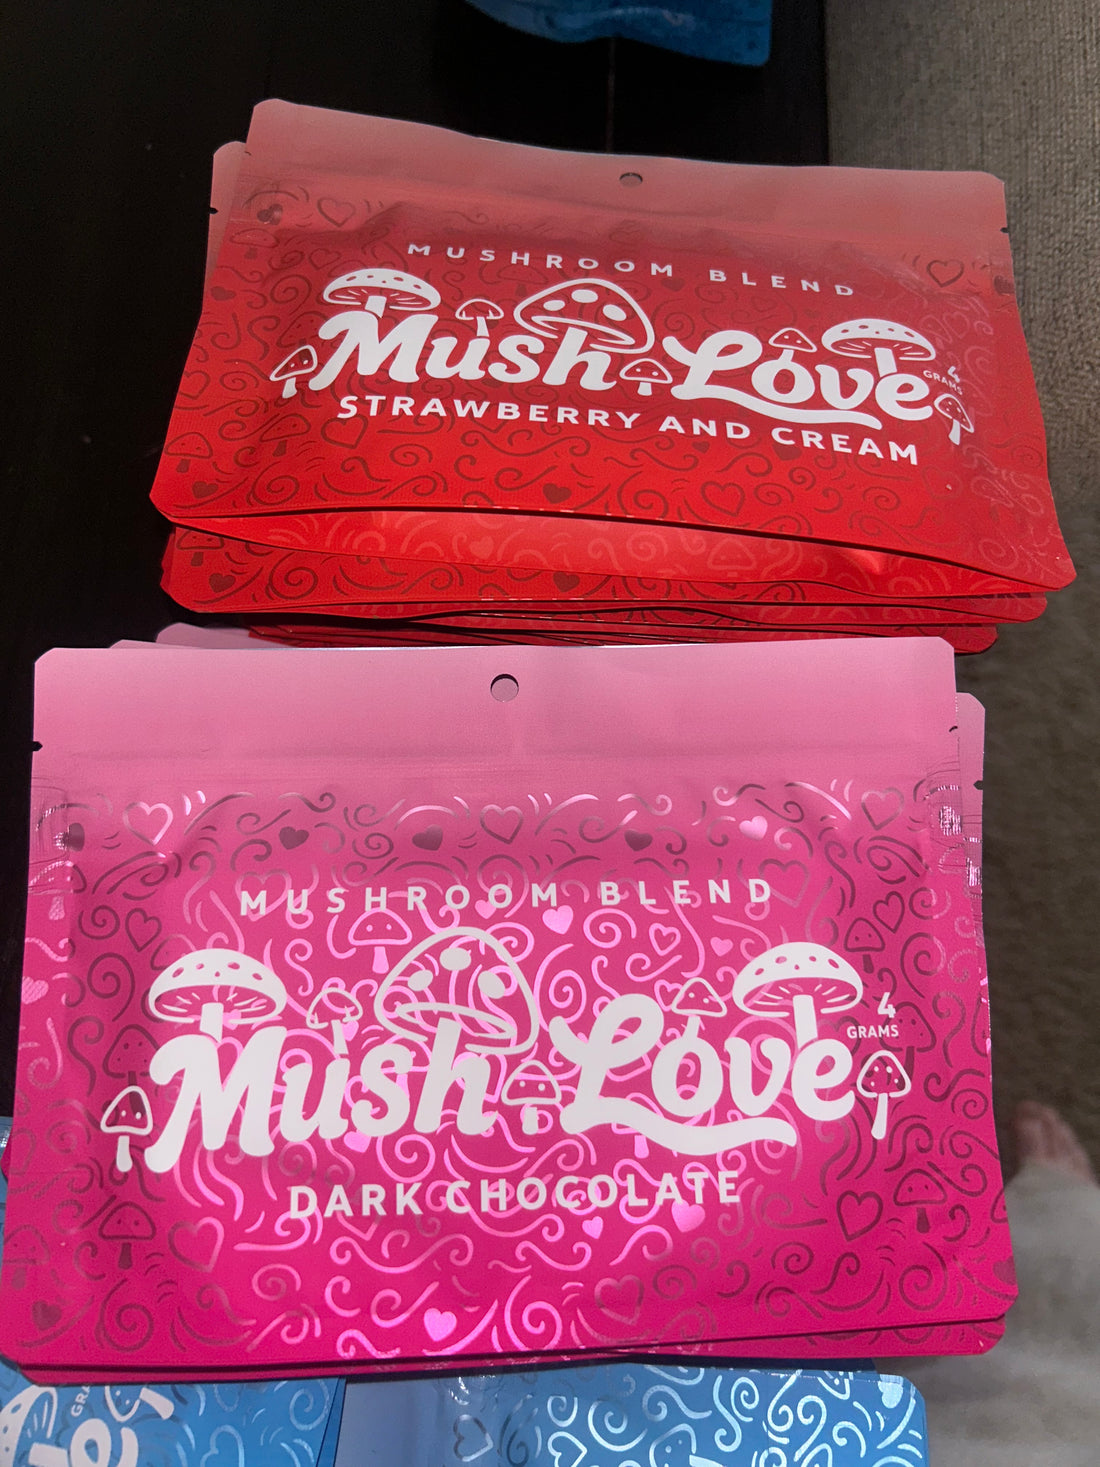 MUSHROOM BLEND
Mush Love
4
GRAMS
STRAWBERRY AND CREAM
MUSHROOM BLEND
Mush Love
4
GRAMS
DARK CHOCOLATE